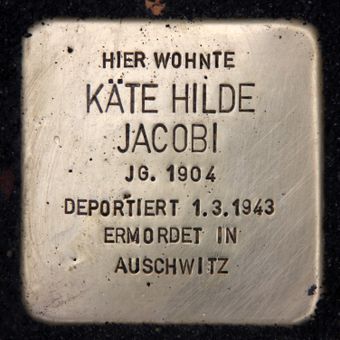 HIER WOHNTE
KÄTE HILDE
JACOBI
JG. 1904
DEPORTIERT 1.3.1943
ERMORDET IN
AUSCHWITZ